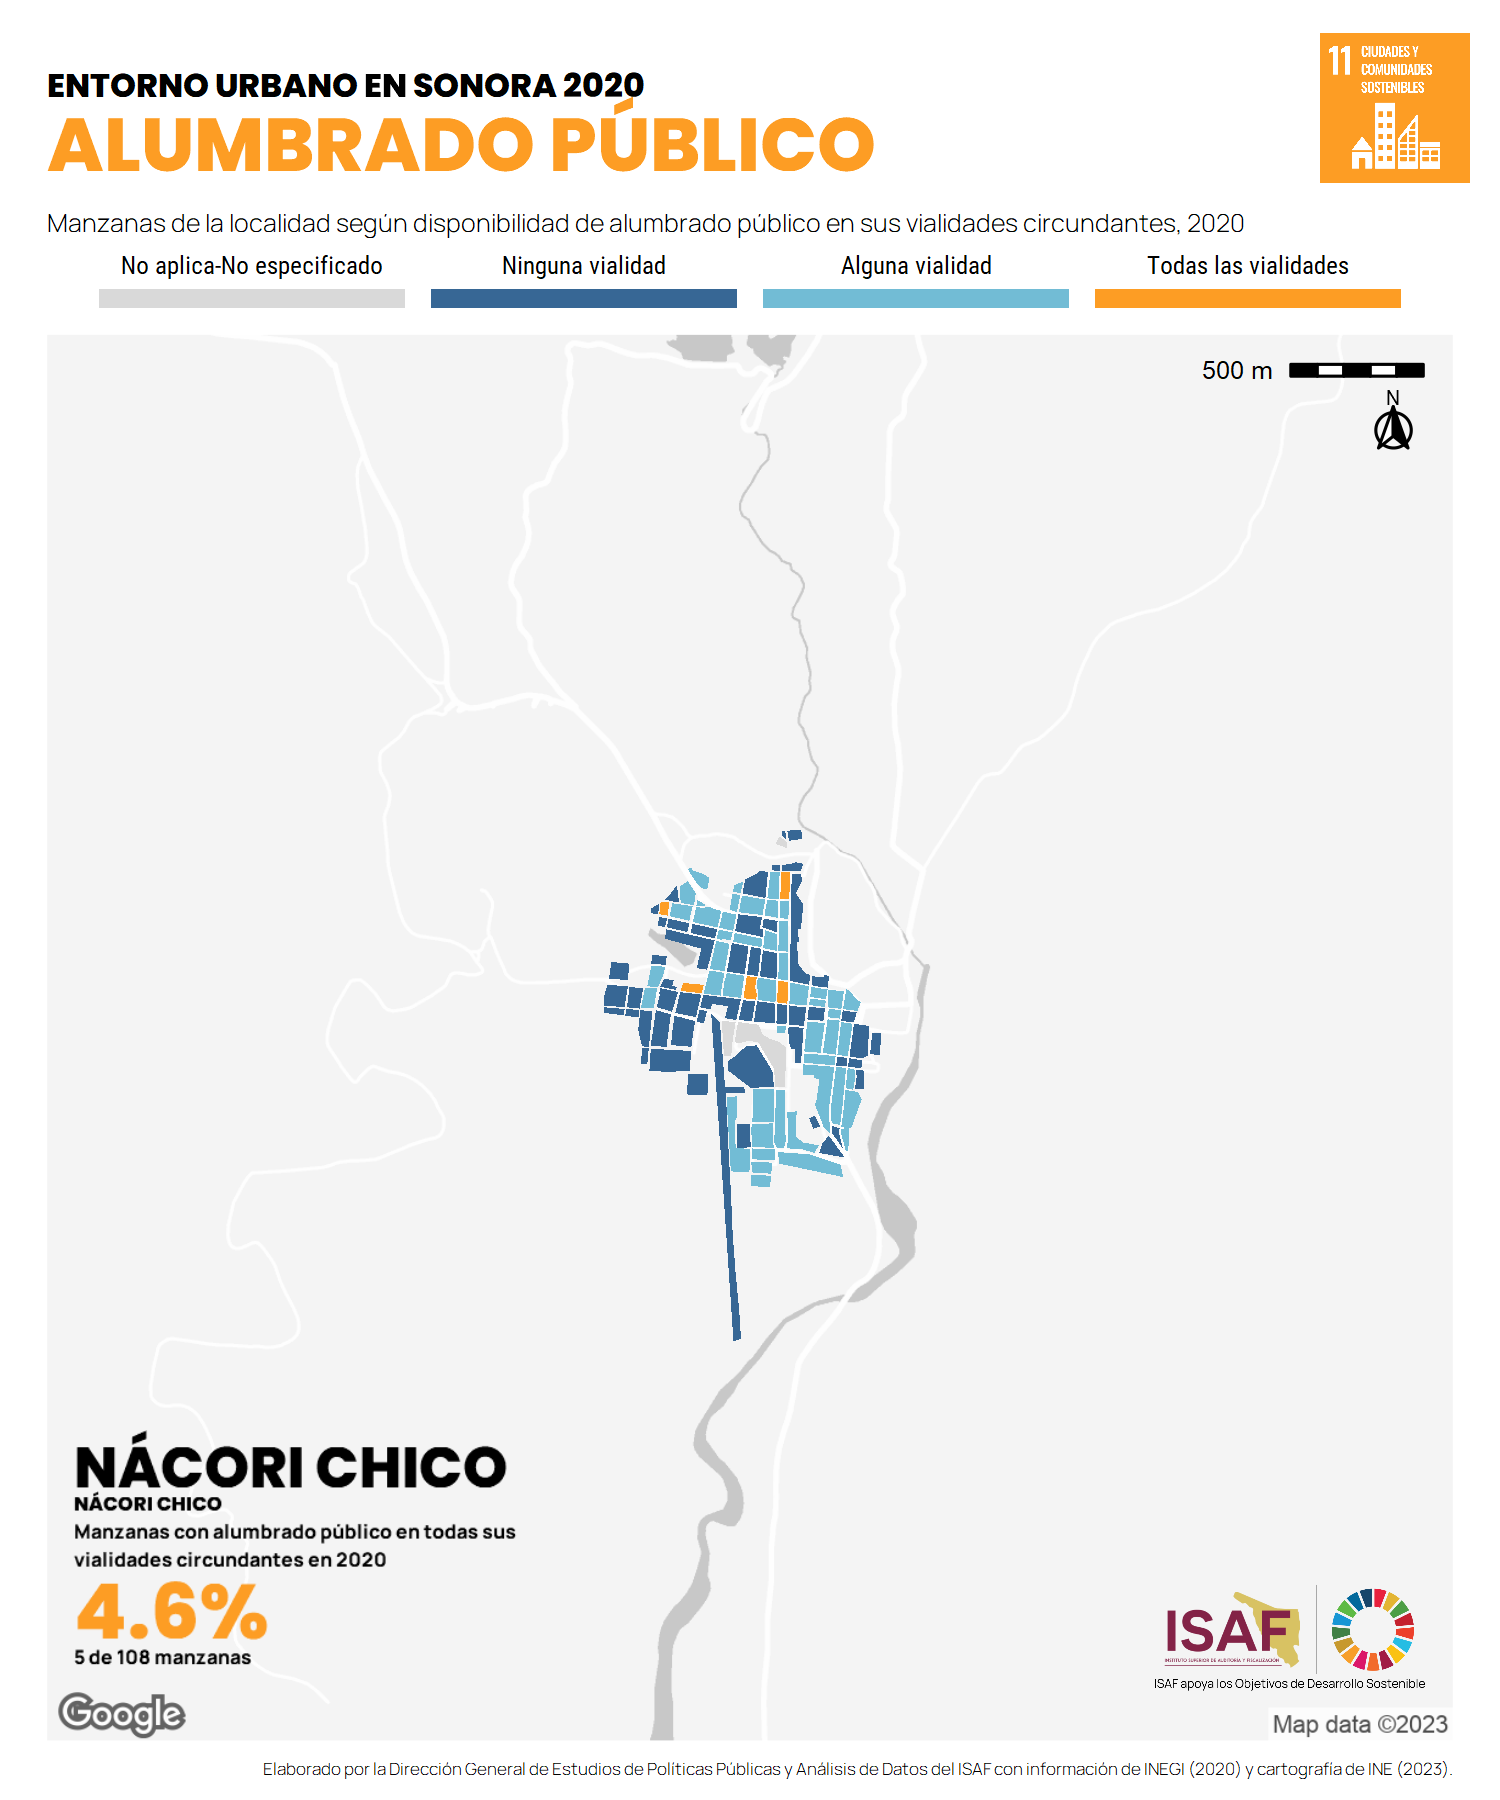 ENTORNO URBANO EN SONORA 2020
ALUMBRADO PÚBLICO
11 CIUDADES Y
COMUNIDADES
SOSTENIBLES
Manzanas de la localidad según disponibilidad de alumbrado público en sus vialidades circundantes, 2020
No aplica-No especificado
Ninguna vialidad
Alguna vialidad
Todas las vialidades
500 m
N
NÁCORI CHICO
NÁCORI CHICO
Manzanas con alumbrado público en todas sus
vialidades circundantes en 2020
4.6%
5 de 108 manzanas
Google
ISAF
INSTITUTO SUPERIOR DE AUDITORÍA Y FISCALIZACIÓN
ISAF apoya los Objetivos de Desarrollo Sostenible
Map data ©2023
Elaborado por la Dirección General de Estudios de Políticas Públicas y Análisis de Datos del ISAF con información de INEGI (2020) y cartografía de INE (2023).